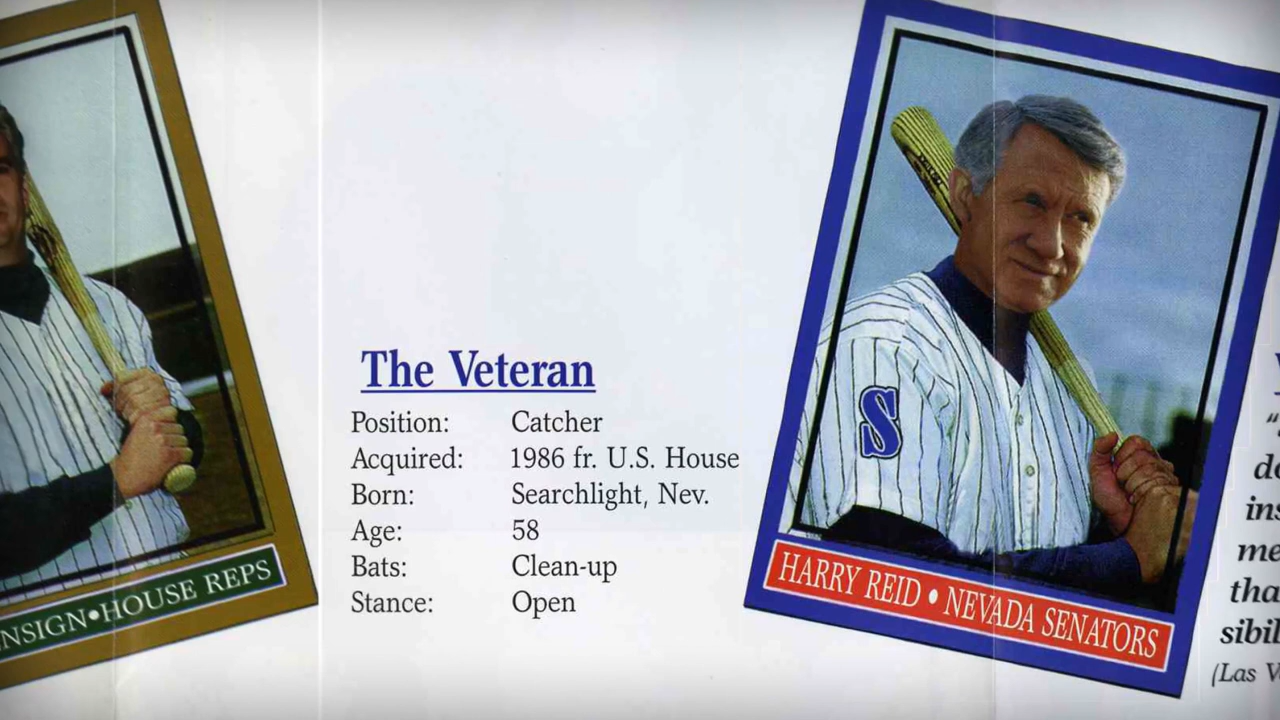 NSIGN•HOUSE REPS
The Veteran
Position: Catcher
Acquired: 1986 fr. U.S. House
Born: Searchlight, Nev.
Age: 58
Bats: Clean-up
Stance: Open
S
HARRY REID • NEVADA SENATORS
ins
me
tha
sibil
(Las V